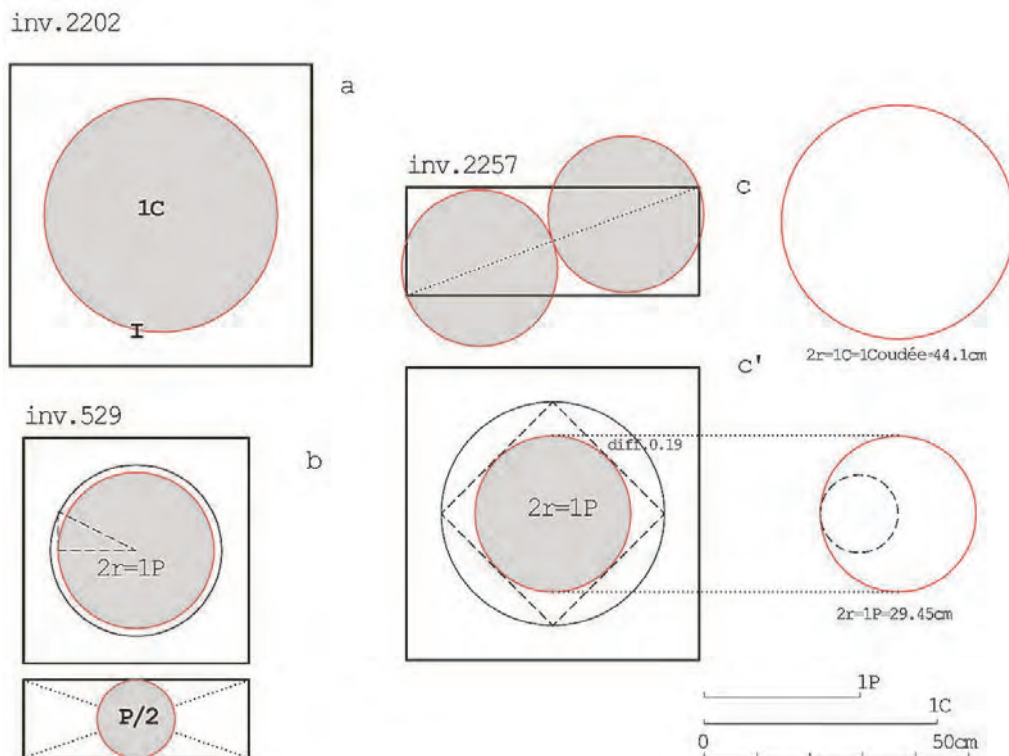 inv.2202
a
1C
I
inv.2257
c
2r=1C=1Coudée=44.1cm
inv.529
b
2r=1P
P/2
c'
diff.0.19
2r=1P
2r=1P=29.45cm
1P
1C
0
50cm